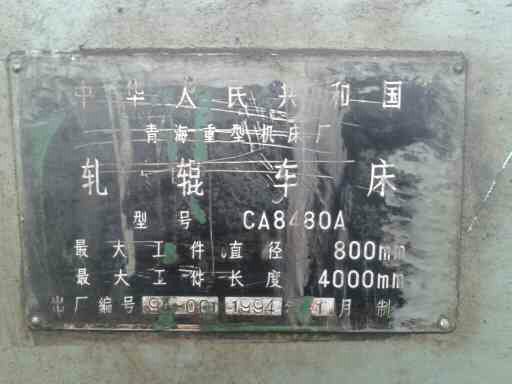 中华人民共和国
青海重型机床厂
轧辊车床
型号 CA8480A
最大工件直径 800mm
最大工件长度 4000mm
出厂编号 1994 月制